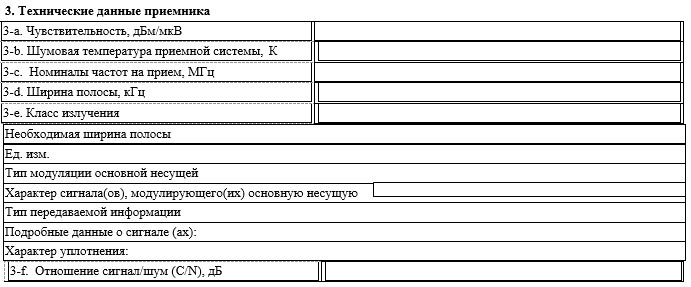 3. Технические данные приемника
3-a. Чувствительность, дБм/мкВ
3-b. Шумовая температура приемной системы, К
3-c. Номиналы частот на прием, МГц
3-d. Ширина полосы, кГц
3-e. Класс излучения
Необходимая ширина полосы
Ед. изм.
Тип модуляции основной несущей
Характер сигнала(ов), модулирующего(их) основную несущую
Тип передаваемой информации
Подробные данные о сигнале (ах):
Характер уплотнения:
3-f. Отношение сигнал/шум (C/N), дБ